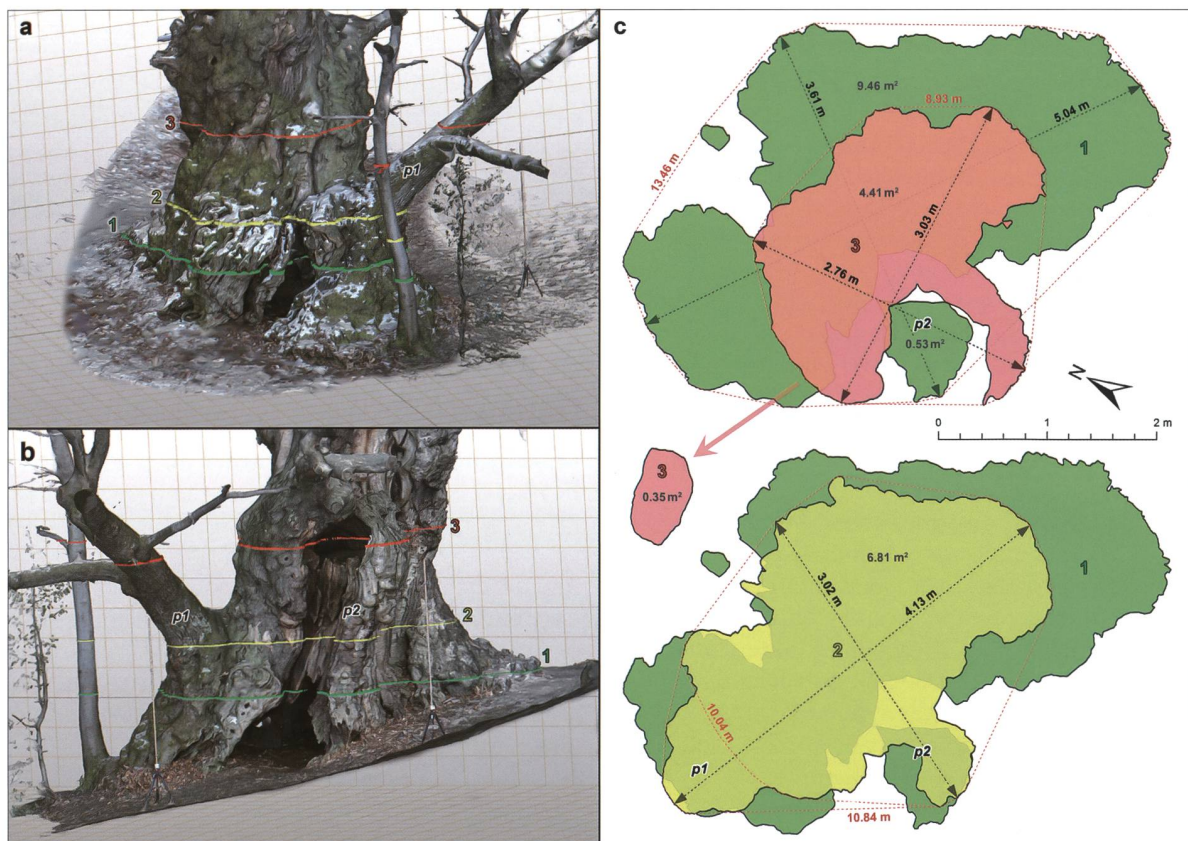 a
3
p1
2
1
b
3
p1
p2
2
1
c
9.46 m²
8.93 m
3.61 m
5.04 m
1
13.46 m
4.41 m²
3.03 m
3
2.76 m
p2
0.53 m²
N
0 1 2 m
3
0.35 m²
6.81 m²
3.02 m
4.13 m
1
2
10.04 m
p1
p2
10.84 m